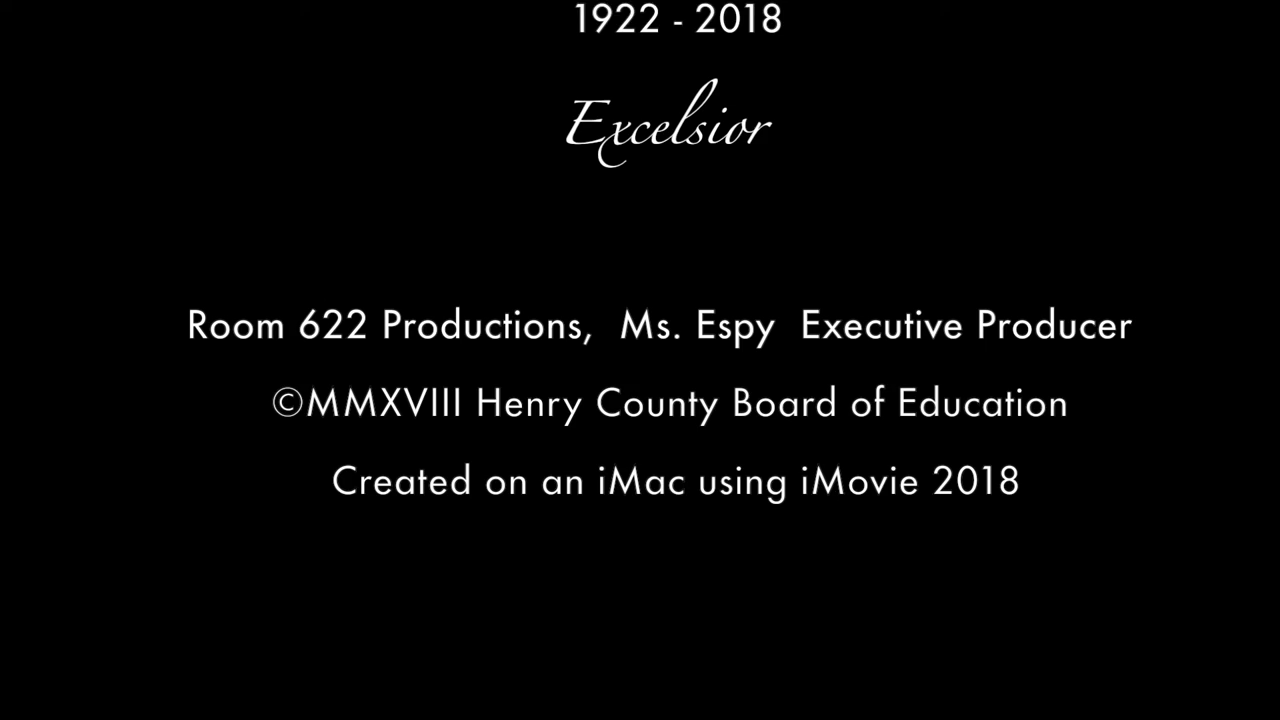 1922 - 2018
Excelsior
Room 622 Productions, Ms. Espy Executive Producer
©MMXVIII Henry County Board of Education
Created on an iMac using iMovie 2018